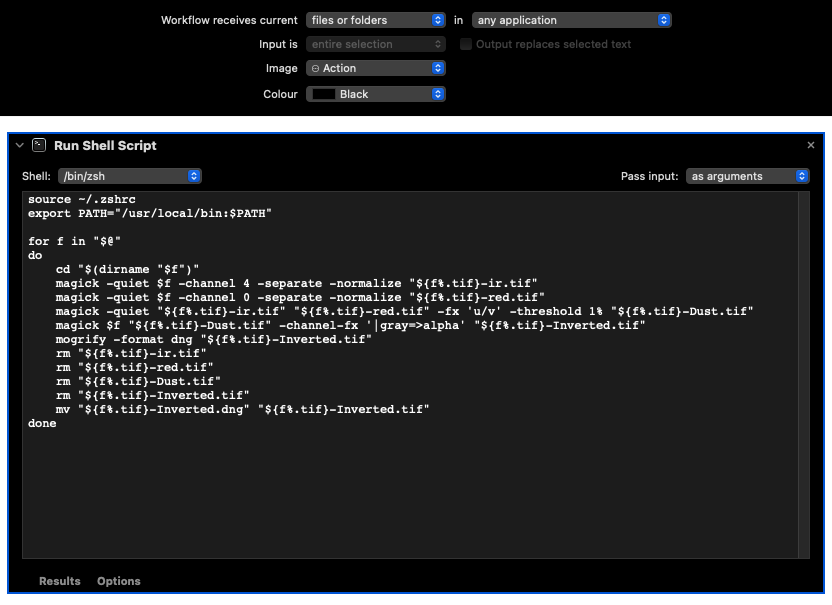 Workflow receives current files or folders in any application
Input is entire selection Output replaces selected text
Image Action
Colour Black
Run Shell Script
Shell: /bin/zsh Pass input: as arguments
source ~/.zshrc
export PATH="/usr/local/bin:$PATH"

for f in "$@"
do
    cd "$(dirname "$f")"
    magick -quiet $f -channel 4 -separate -normalize "${f%.tif}-ir.tif"
    magick -quiet $f -channel 0 -separate -normalize "${f%.tif}-red.tif"
    magick -quiet "${f%.tif}-ir.tif" "${f%.tif}-red.tif" -fx 'u/v' -threshold 1% "${f%.tif}-Dust.tif"
    magick $f "${f%.tif}-Dust.tif" -channel-fx '|gray=>alpha' "${f%.tif}-Inverted.tif"
    mogrify -format dng "${f%.tif}-Inverted.tif"
    rm "${f%.tif}-ir.tif"
    rm "${f%.tif}-red.tif"
    rm "${f%.tif}-Dust.tif"
    rm "${f%.tif}-Inverted.tif"
    mv "${f%.tif}-Inverted.dng" "${f%.tif}-Inverted.tif"
done
Results Options